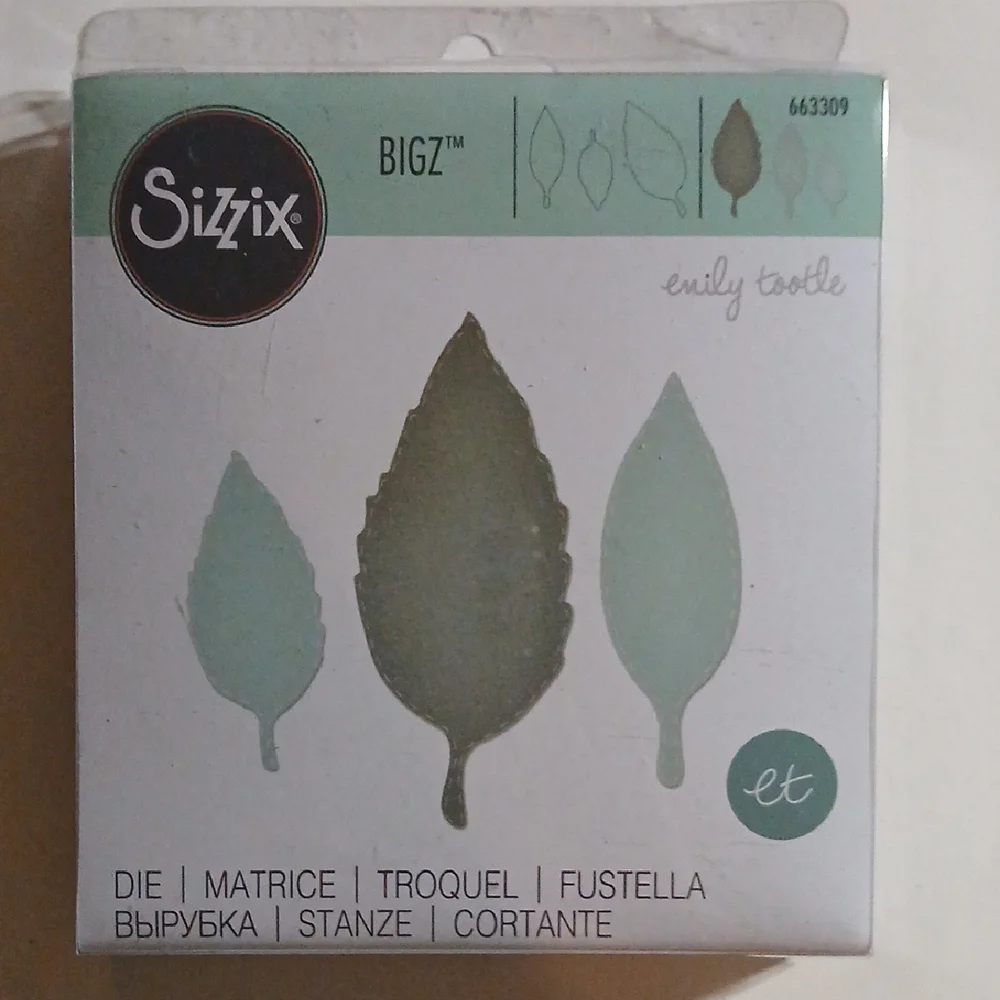 663309
Sizzix®
BIGZ™
emily tootle
et
DIE | MATRICE | TROQUEL | FUSTELLA
ВЫРУБКА | STANZE | CORTANTE